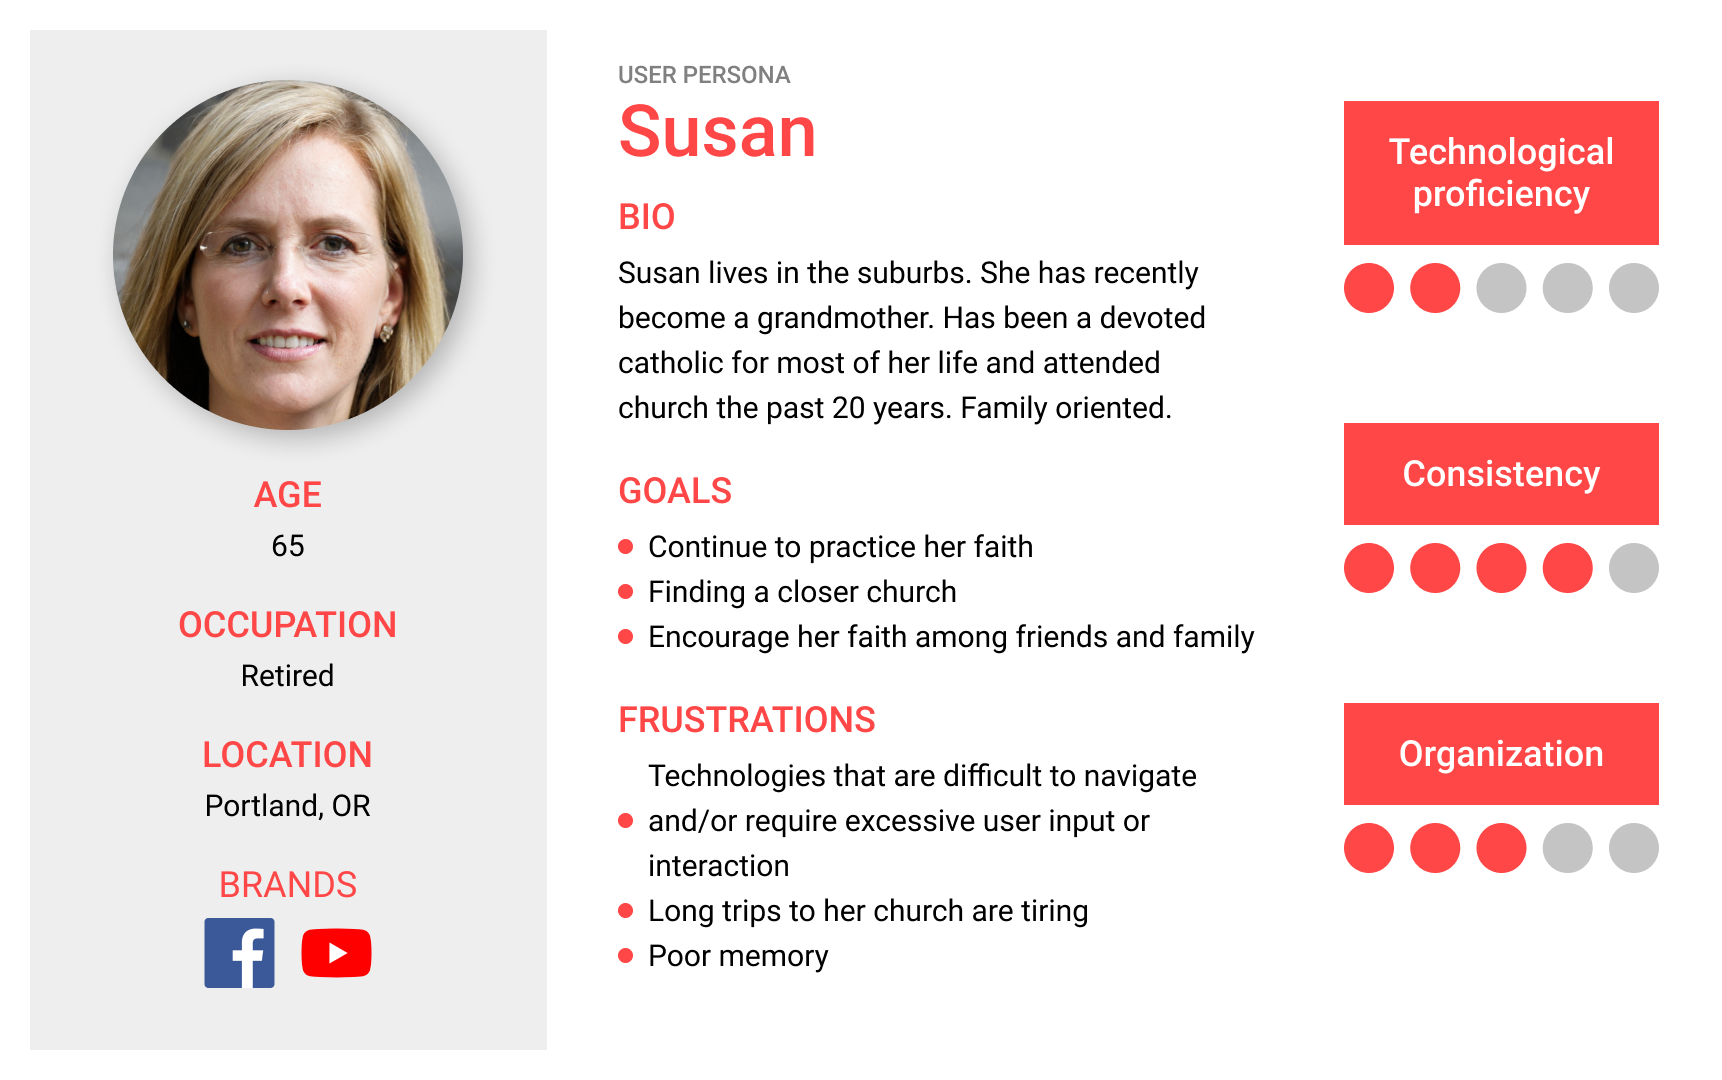 AGE
65
OCCUPATION
Retired
LOCATION
Portland, OR
BRANDS
USER PERSONA
Susan
BIO
Susan lives in the suburbs. She has recently
become a grandmother. Has been a devoted
catholic for most of her life and attended
church the past 20 years. Family oriented.
GOALS
Continue to practice her faith
Finding a closer church
Encourage her faith among friends and family
FRUSTRATIONS
Technologies that are difficult to navigate
and/or require excessive user input or
interaction
Long trips to her church are tiring
Poor memory
Technological
proficiency
Consistency
Organization